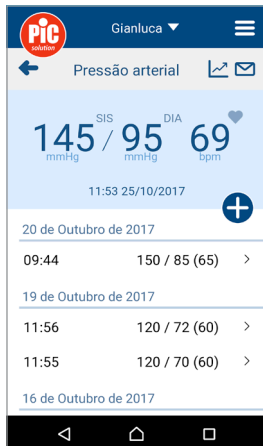 PiC
solution
Gianluca
Pressão arterial
SIS DIA
145 / 95 69
mmHg mmHg bpm
11:53 25/10/2017
20 de Outubro de 2017
09:44 150 / 85 (65)
19 de Outubro de 2017
11:56 120 / 72 (60)
11:55 120 / 70 (60)
16 de Outubro de 2017